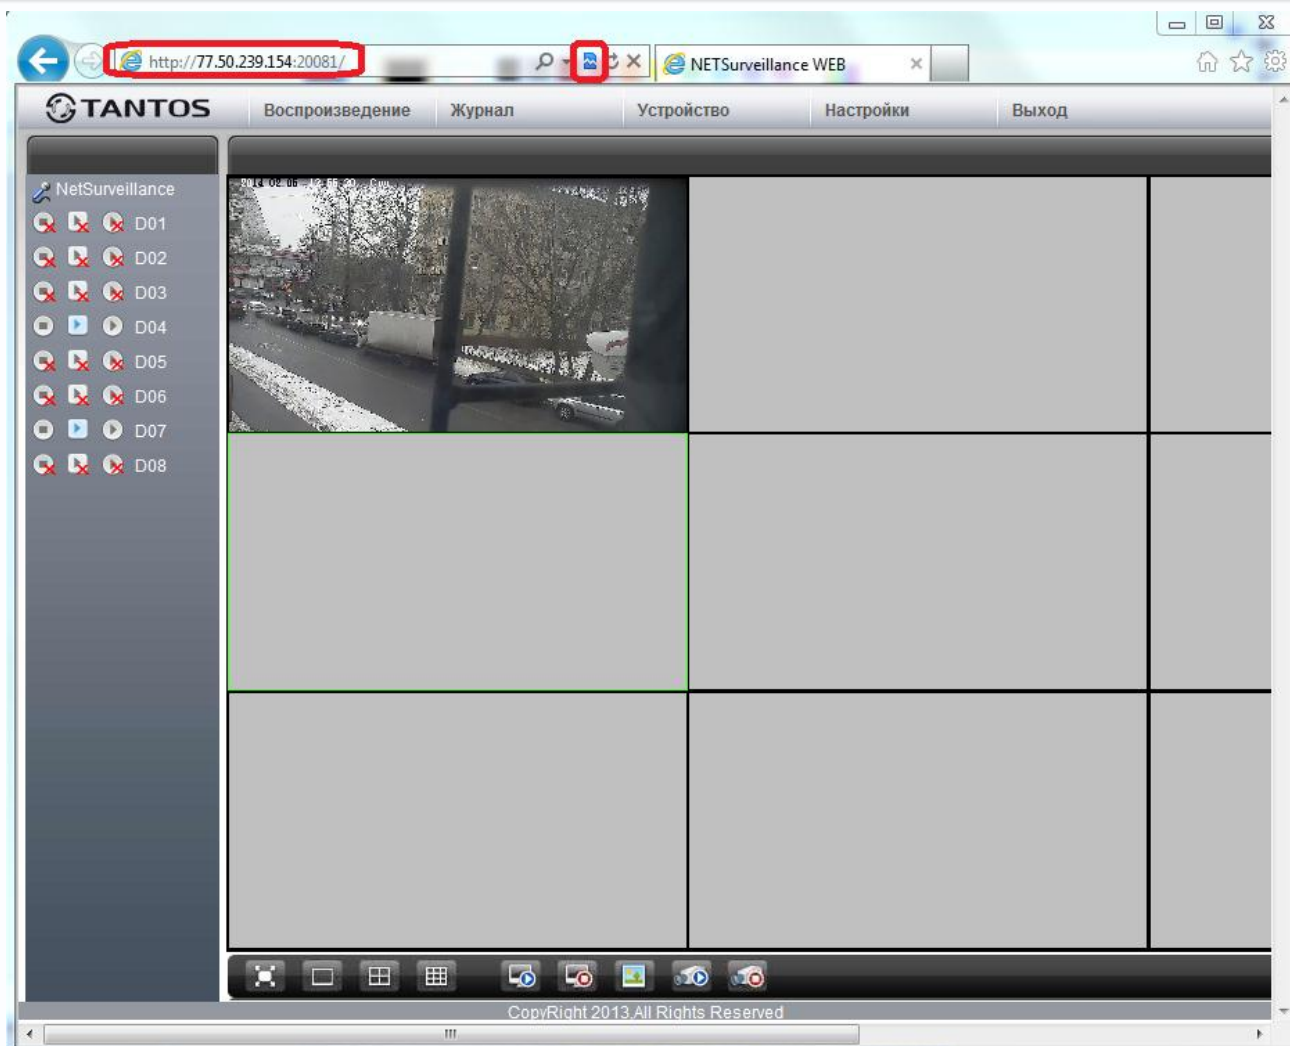 http://77.50.239.154:20081/
NETSurveillance WEB
TANTOS
Воспроизведение Журнал Устройство Настройки Выход
NetSurveillance
D01
D02
D03
D04
D05
D06
D07
D08
CopyRight 2013.All Rights Reserved